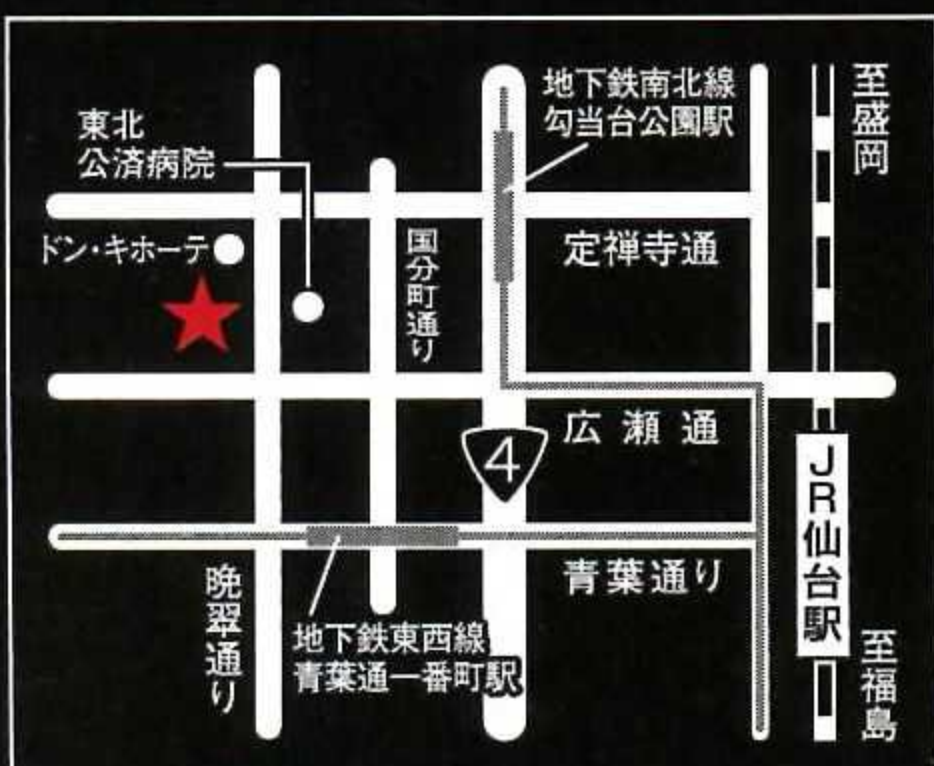 地下鉄南北線
勾当台公園駅
至盛岡
東北
公済病院
ドン・キホーテ
国分町通り
定禅寺通
広瀬通
4
JR仙台駅
青葉通り
晩翠通り
地下鉄東西線
青葉通一番町駅
至福島